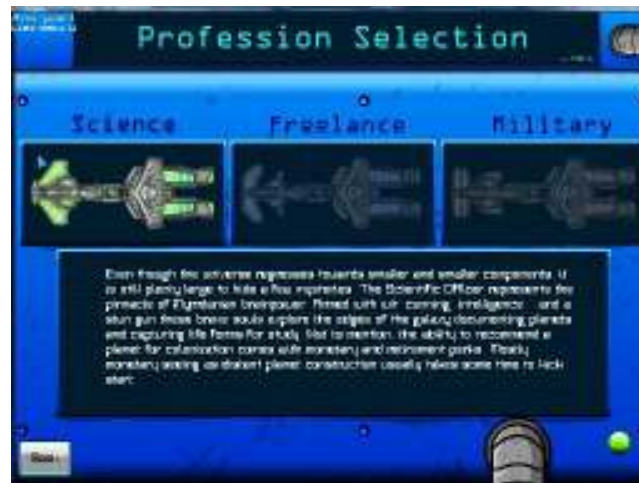 Profession Selection
Science Freelance Military
Even though the universe regresses towards smaller and smaller components, it
is still plenty large to hide a few mysteries. The Scientific Officer represents the
pinnacle of brainpower. Armed with wit, cunning, intelligence and a
stun gun these brave souls explore the edges of the galaxy documenting planets
and capturing life forms for study. Not to mention, the ability to recommend a
planet for colonization comes with monetary and retirement perks. Mostly
monetary seeing as distant planet construction usually takes some time to kick
start.